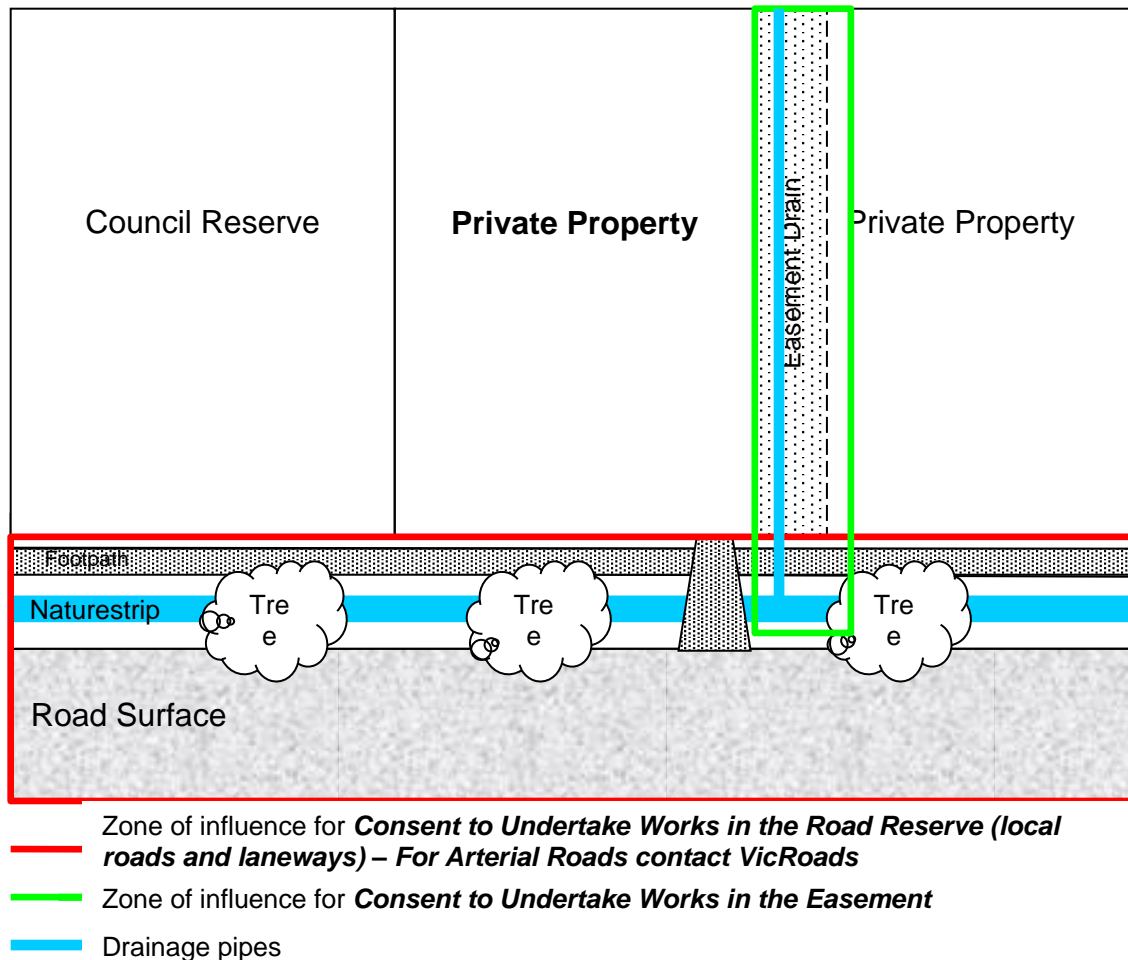 Council Reserve
Private Property
Easement Drain
Private Property
Footpath
Naturestrip
Tre
e
Tre
e
Tre
e
Road Surface
Zone of influence for Consent to Undertake Works in the Road Reserve (local
roads and laneways) – For Arterial Roads contact VicRoads
Zone of influence for Consent to Undertake Works in the Easement
Drainage pipes